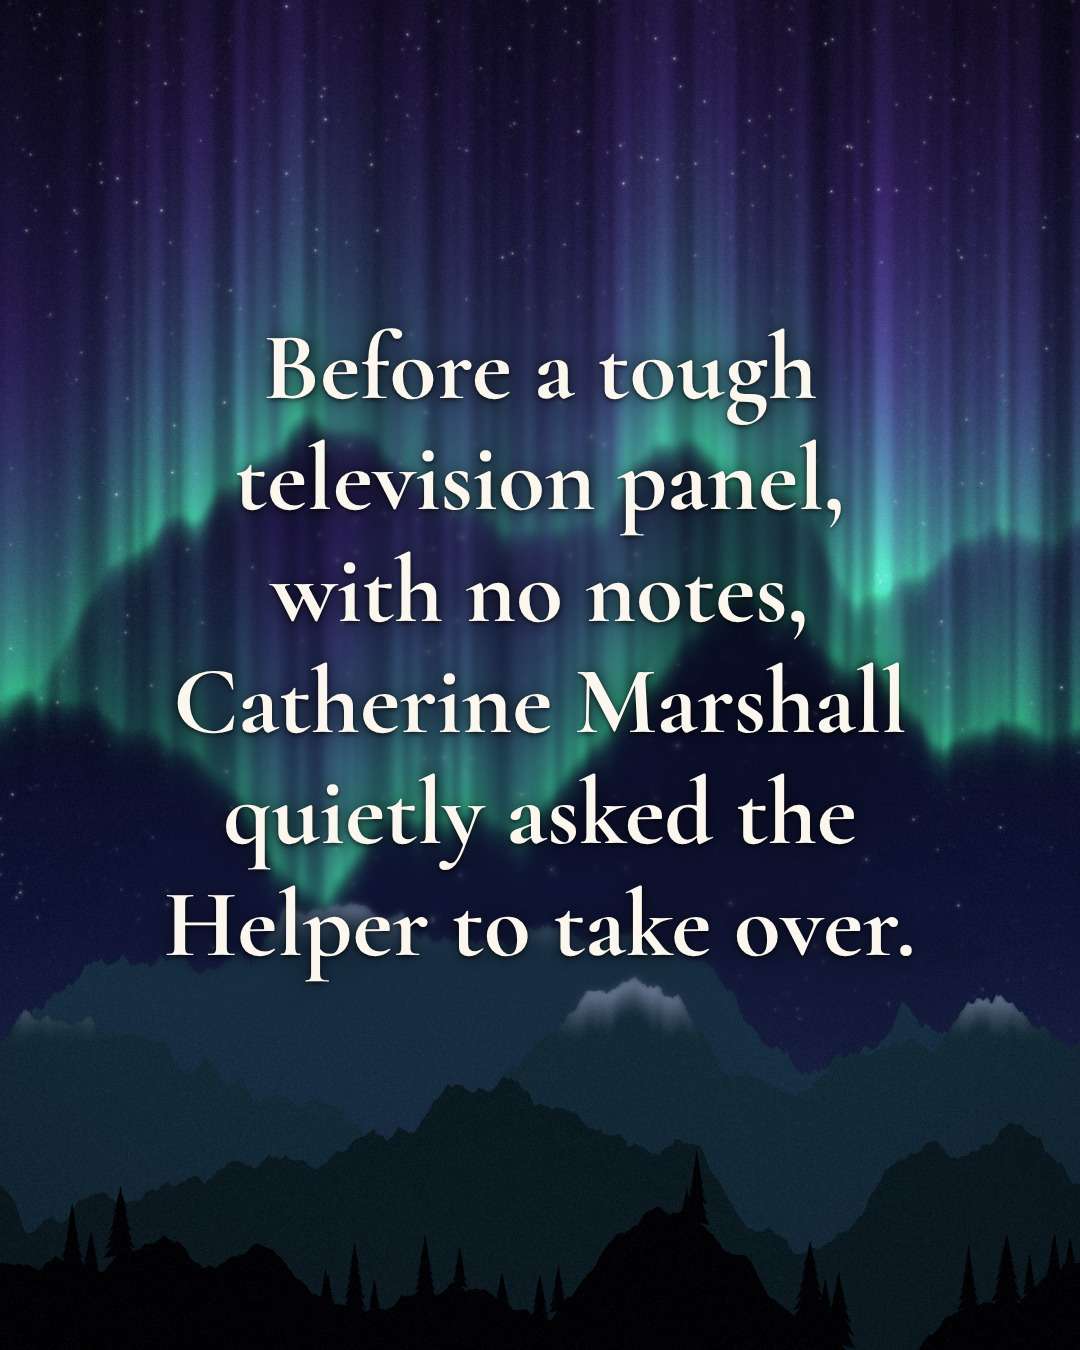 Before a tough
television panel,
with no notes,
Catherine Marshall
quietly asked the
Helper to take over.